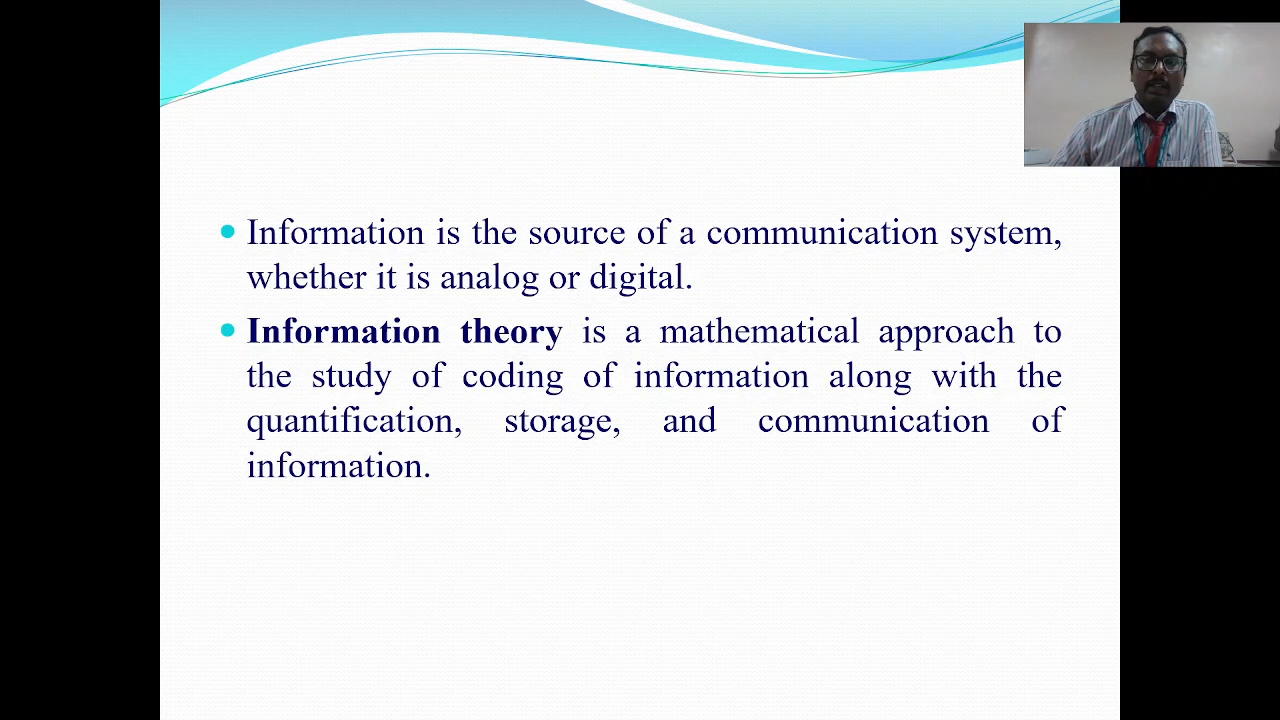 Information is the source of a communication system,
whether it is analog or digital.
Information theory is a mathematical approach to
the study of coding of information along with the
quantification, storage, and communication of
information.